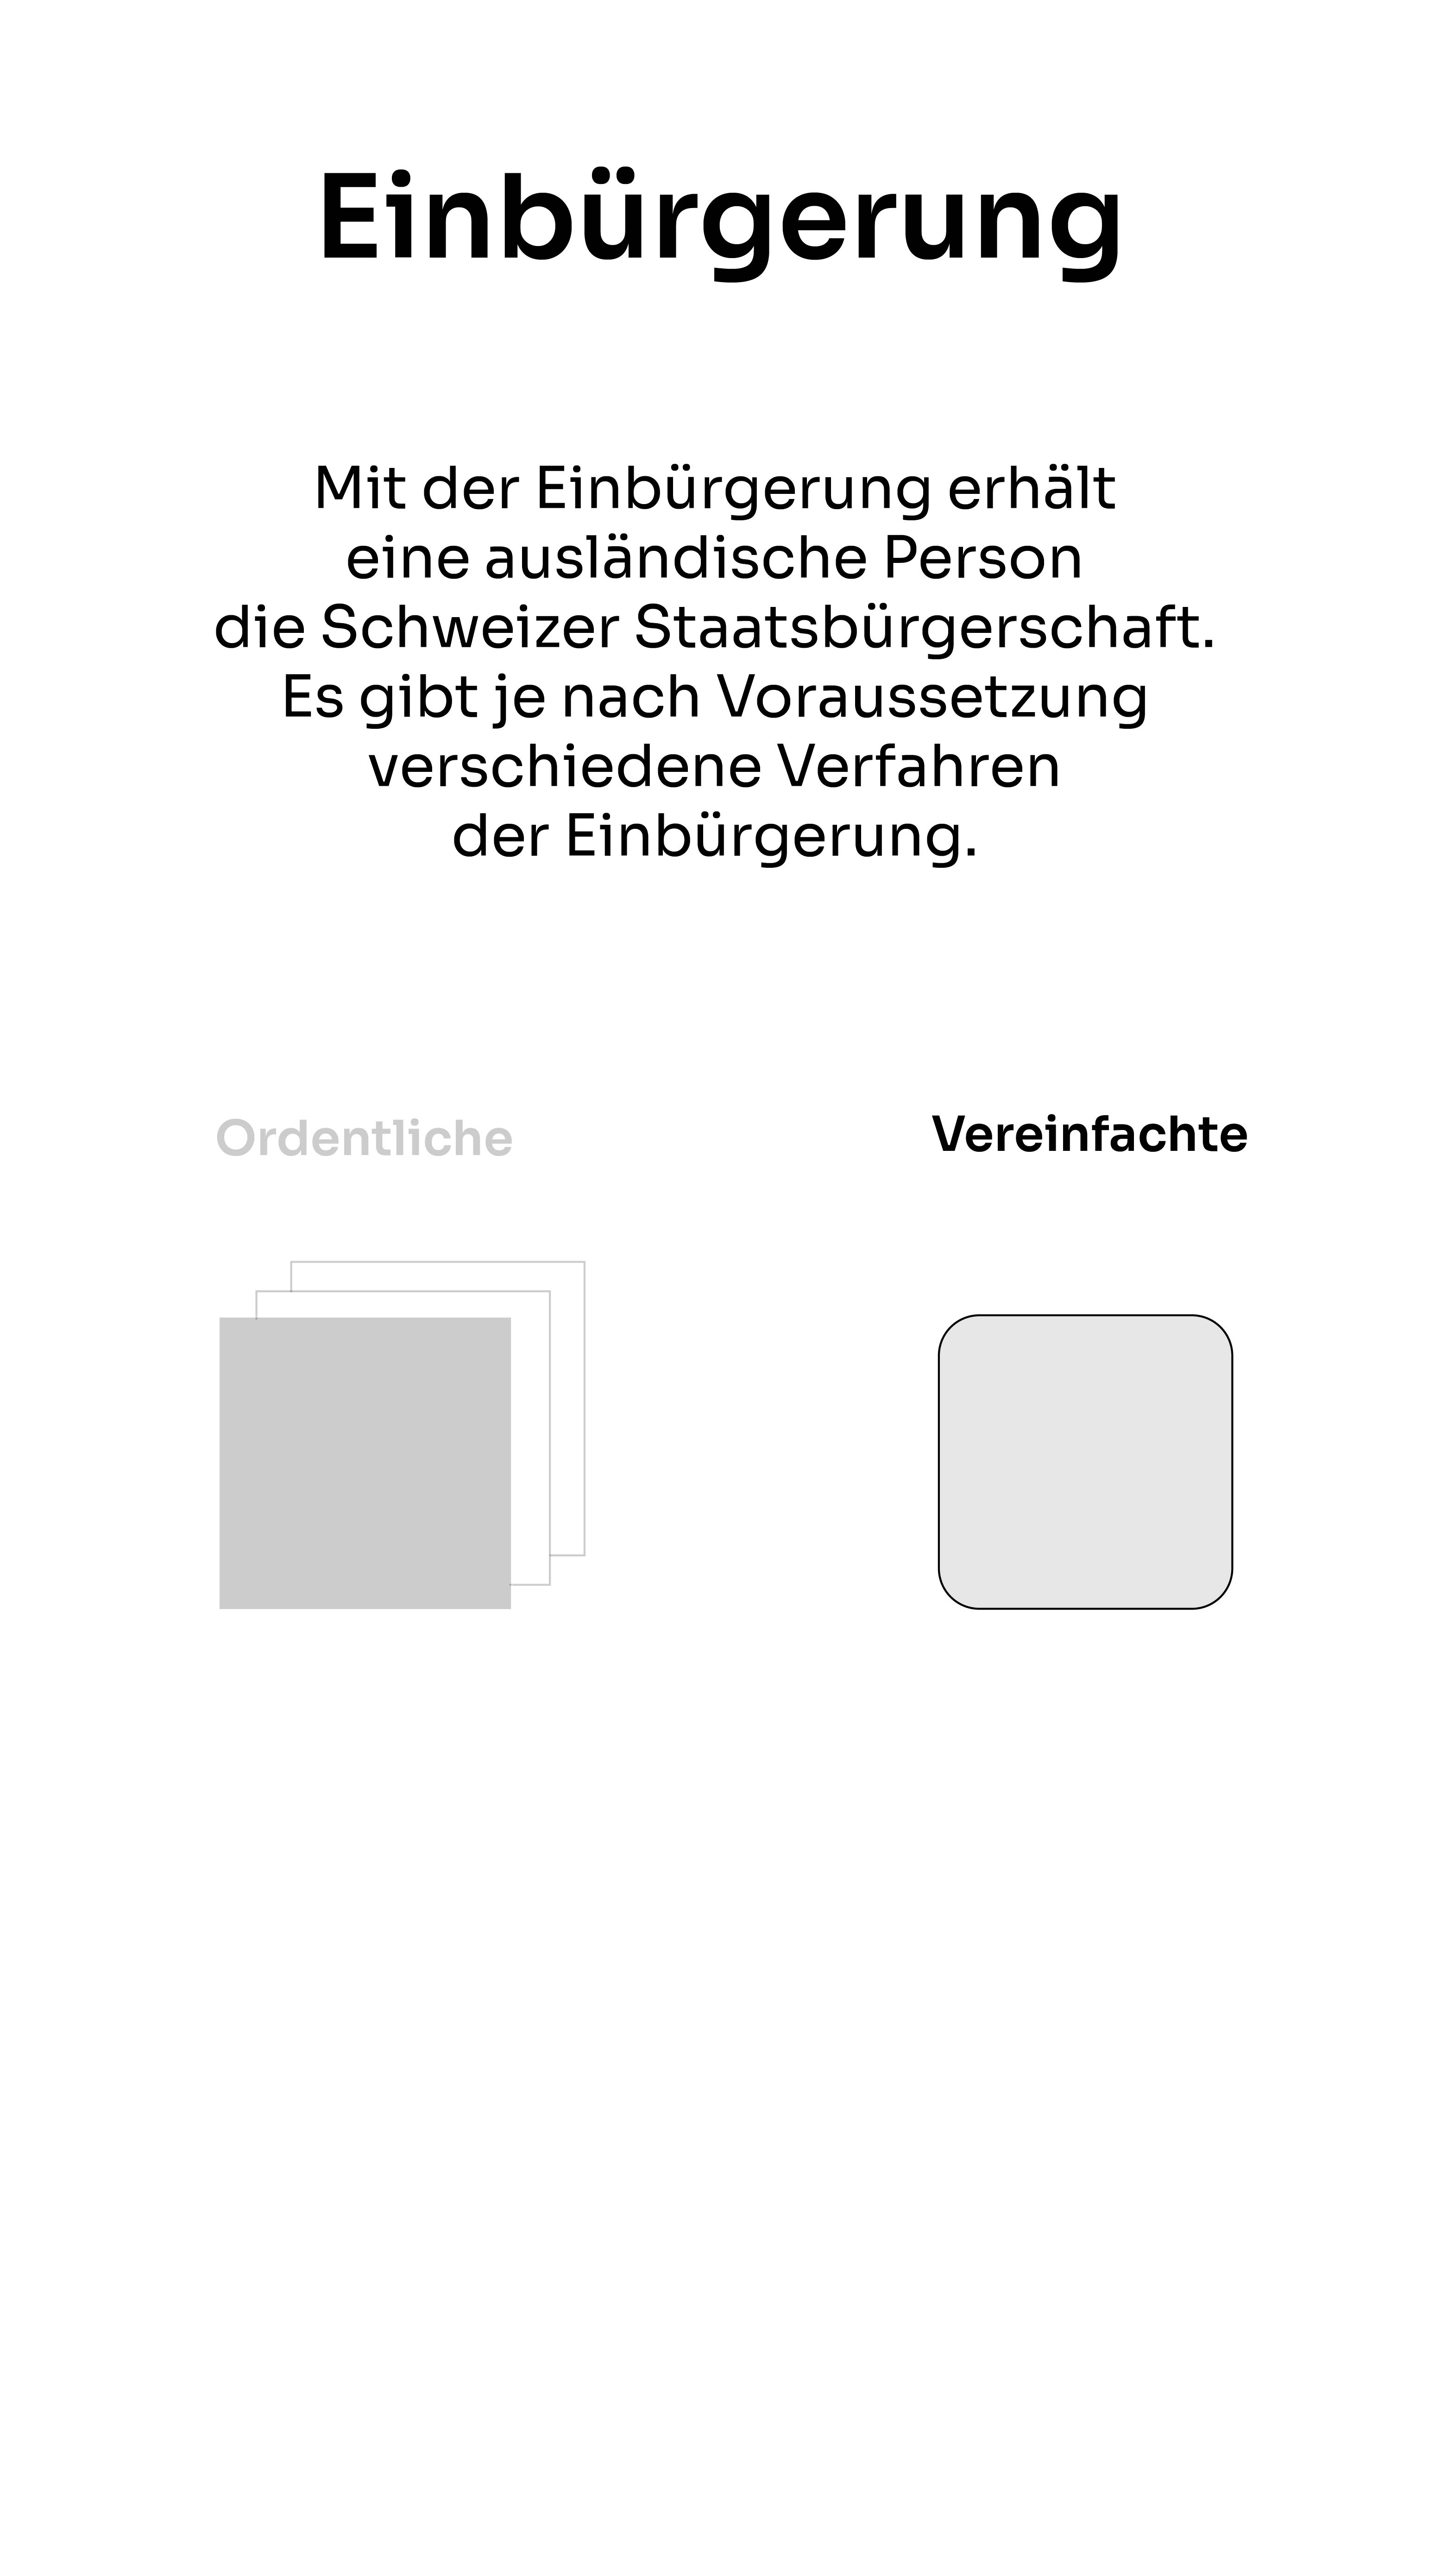 Einbürgerung
Mit der Einbürgerung erhält
eine ausländische Person
die Schweizer Staatsbürgerschaft.
Es gibt je nach Voraussetzung
verschiedene Verfahren
der Einbürgerung.
Ordentliche
Vereinfachte